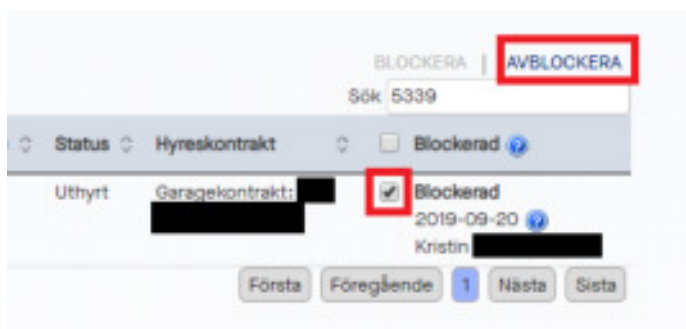 BLOCKERA | AVBLOCKERA
Sök 5339
Status Hyreskontrakt Blockerad
Uthyrt Garagekontrakt: Blockerad
2019-09-20
Kristin
Första Föregående 1 Nästa Sista